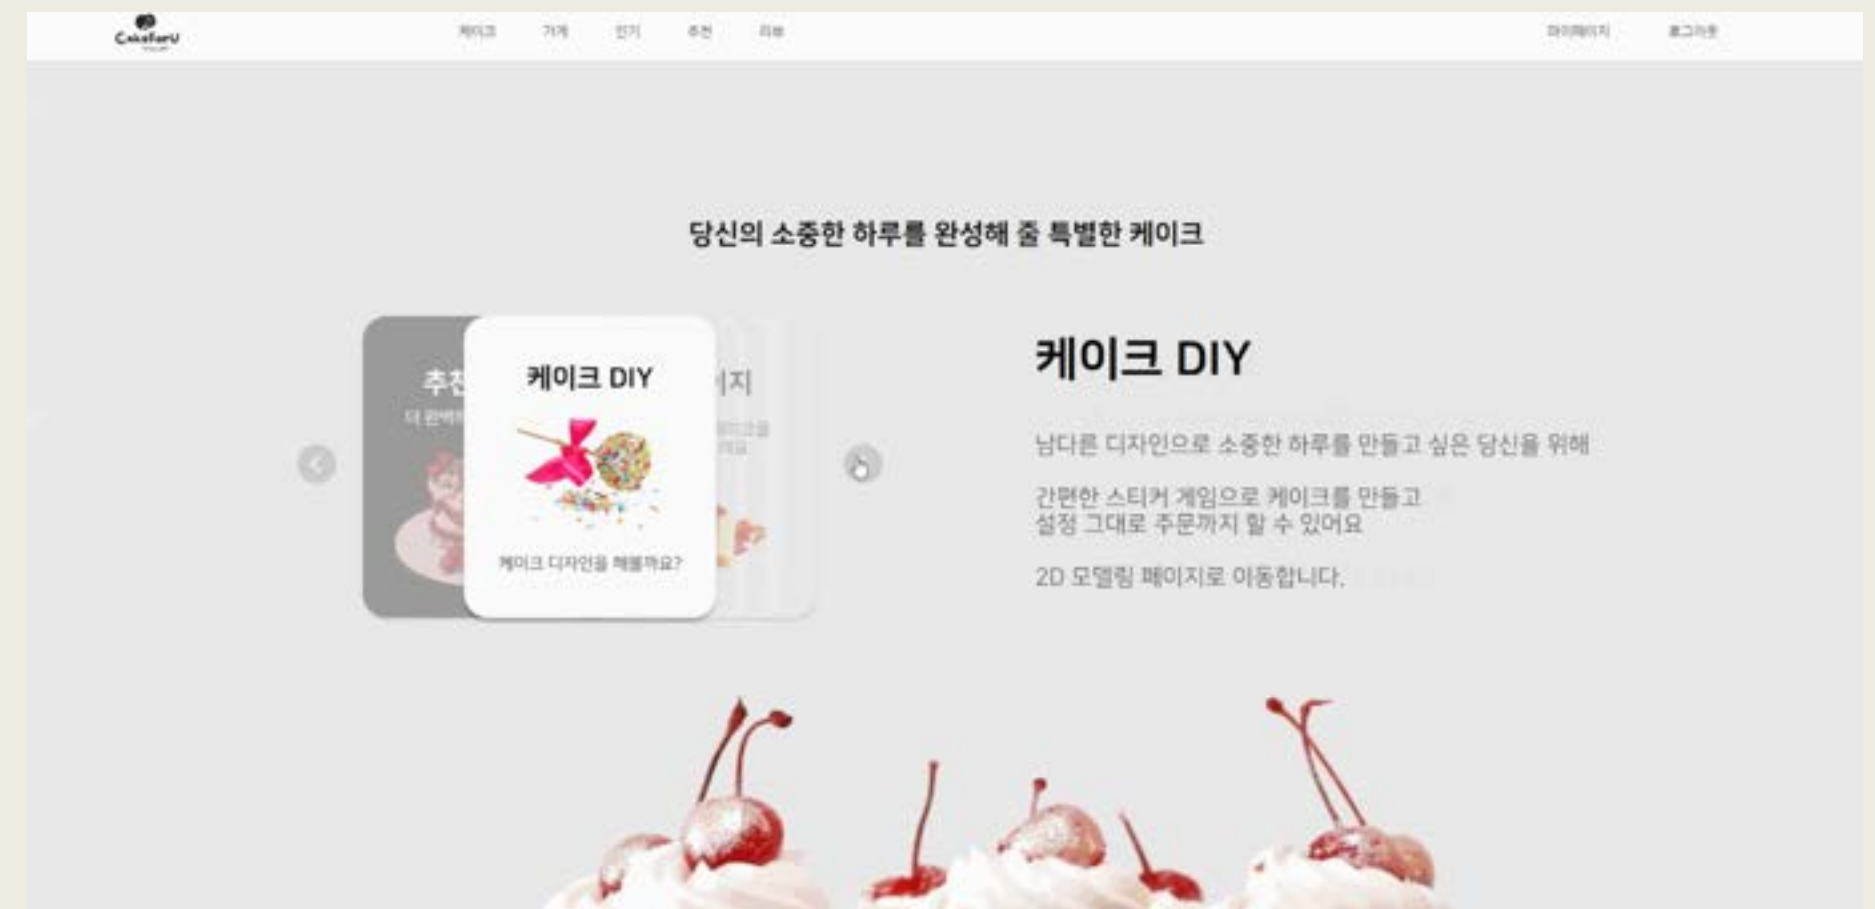 CakeForU
케이크 가게 인기 추천 리뷰 마이페이지 로그아웃
당신의 소중한 하루를 완성해 줄 특별한 케이크
케이크 DIY
케이크 디자인을 해볼까요?
케이크 DIY
남다른 디자인으로 소중한 하루를 만들고 싶은 당신을 위해
간편한 스티커 게임으로 케이크를 만들고
설정 그대로 주문까지 할 수 있어요
2D 모델링 페이지로 이동합니다.